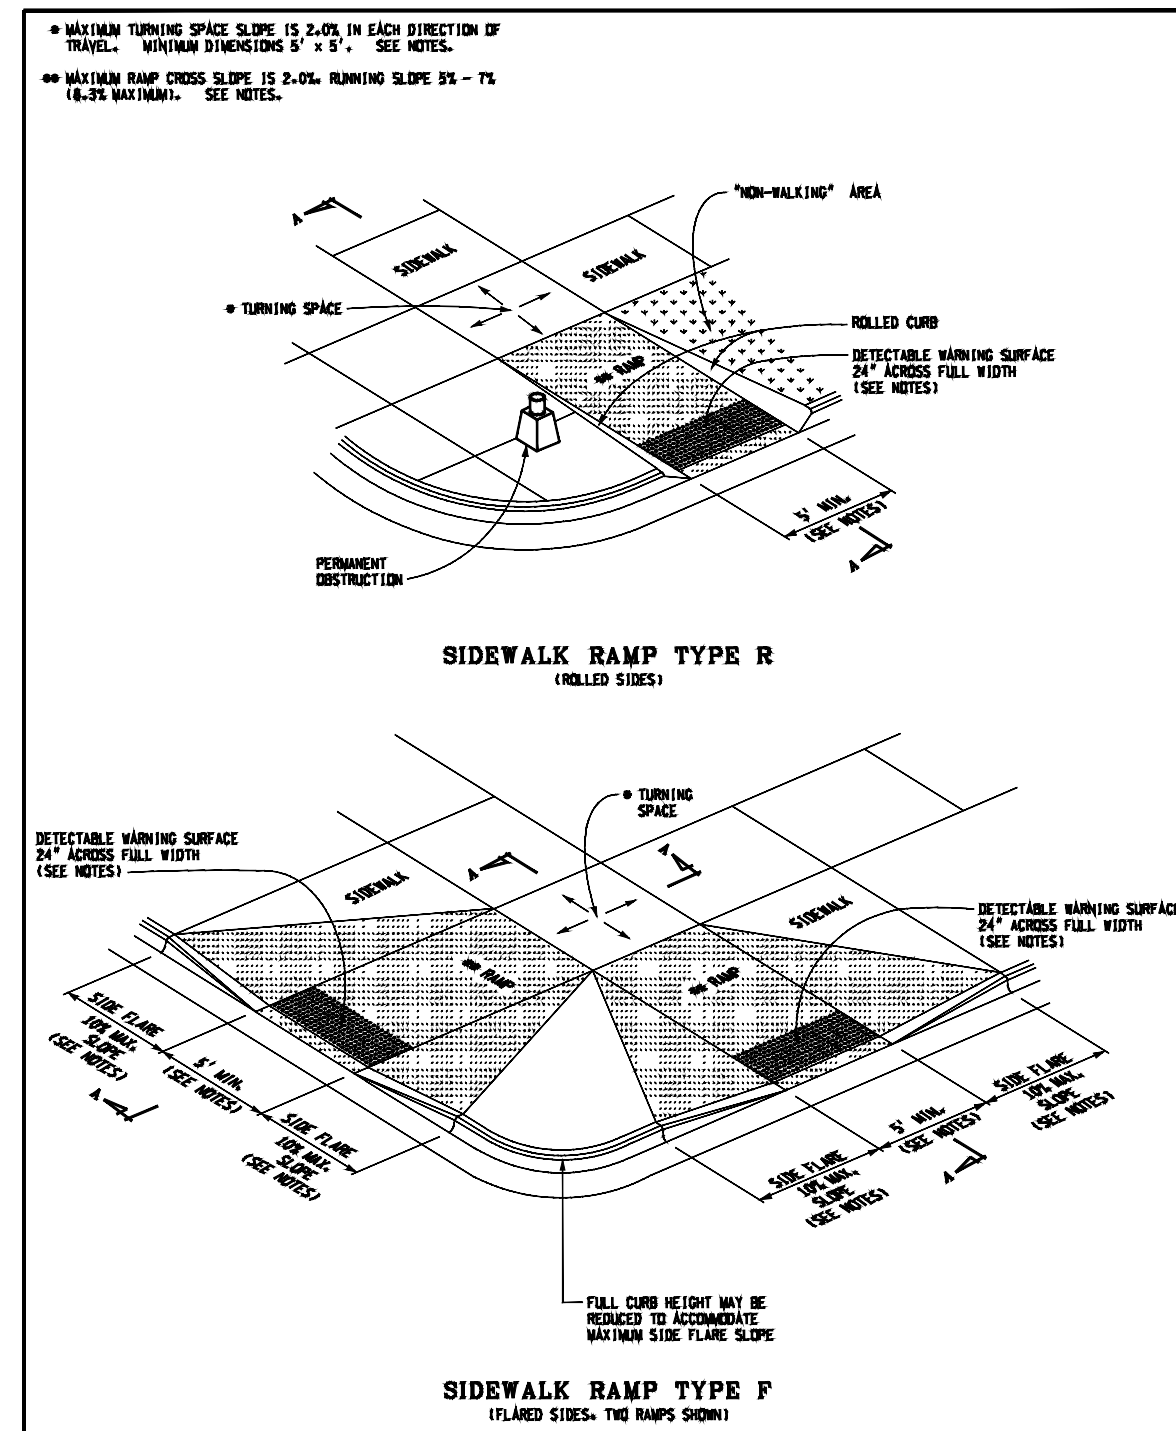 * MAXIMUM TURNING SPACE SLOPE IS 2.0% IN EACH DIRECTION OF
TRAVEL. MINIMUM DIMENSIONS 5' x 5'. SEE NOTES.
** MAXIMUM RAMP CROSS SLOPE IS 2.0%. RUNNING SLOPE 5% - 7%
(8.3% MAXIMUM). SEE NOTES.
"NON-WALKING" AREA
A
SIDEWALK
SIDEWALK
* TURNING SPACE
ROLLED CURB
DETECTABLE WARNING SURFACE
24" ACROSS FULL WIDTH
(SEE NOTES)
** RAMP
5' MIN.
(SEE NOTES)
A
PERMANENT
OBSTRUCTION
SIDEWALK RAMP TYPE R
(ROLLED SIDES)
* TURNING
SPACE
DETECTABLE WARNING SURFACE
24" ACROSS FULL WIDTH
(SEE NOTES)
A
A
SIDEWALK
SIDEWALK
DETECTABLE WARNING SURFACE
24" ACROSS FULL WIDTH
(SEE NOTES)
** RAMP
** RAMP
SIDE FLARE
10% MAX.
SLOPE
(SEE NOTES)
5' MIN.
(SEE NOTES)
A
SIDE FLARE
10% MAX.
SLOPE
(SEE NOTES)
SIDE FLARE
10% MAX.
SLOPE
(SEE NOTES)
5' MIN.
(SEE NOTES)
SIDE FLARE
10% MAX.
SLOPE
(SEE NOTES)
A
FULL CURB HEIGHT MAY BE
REDUCED TO ACCOMMODATE
MAXIMUM SIDE FLARE SLOPE
SIDEWALK RAMP TYPE F
(FLARED SIDES. TWO RAMPS SHOWN)